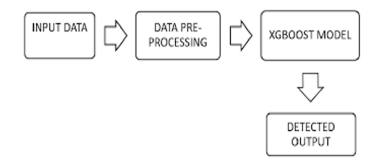 INPUT DATA
DATA PRE-
PROCESSING
XGBOOST MODEL
DETECTED
OUTPUT